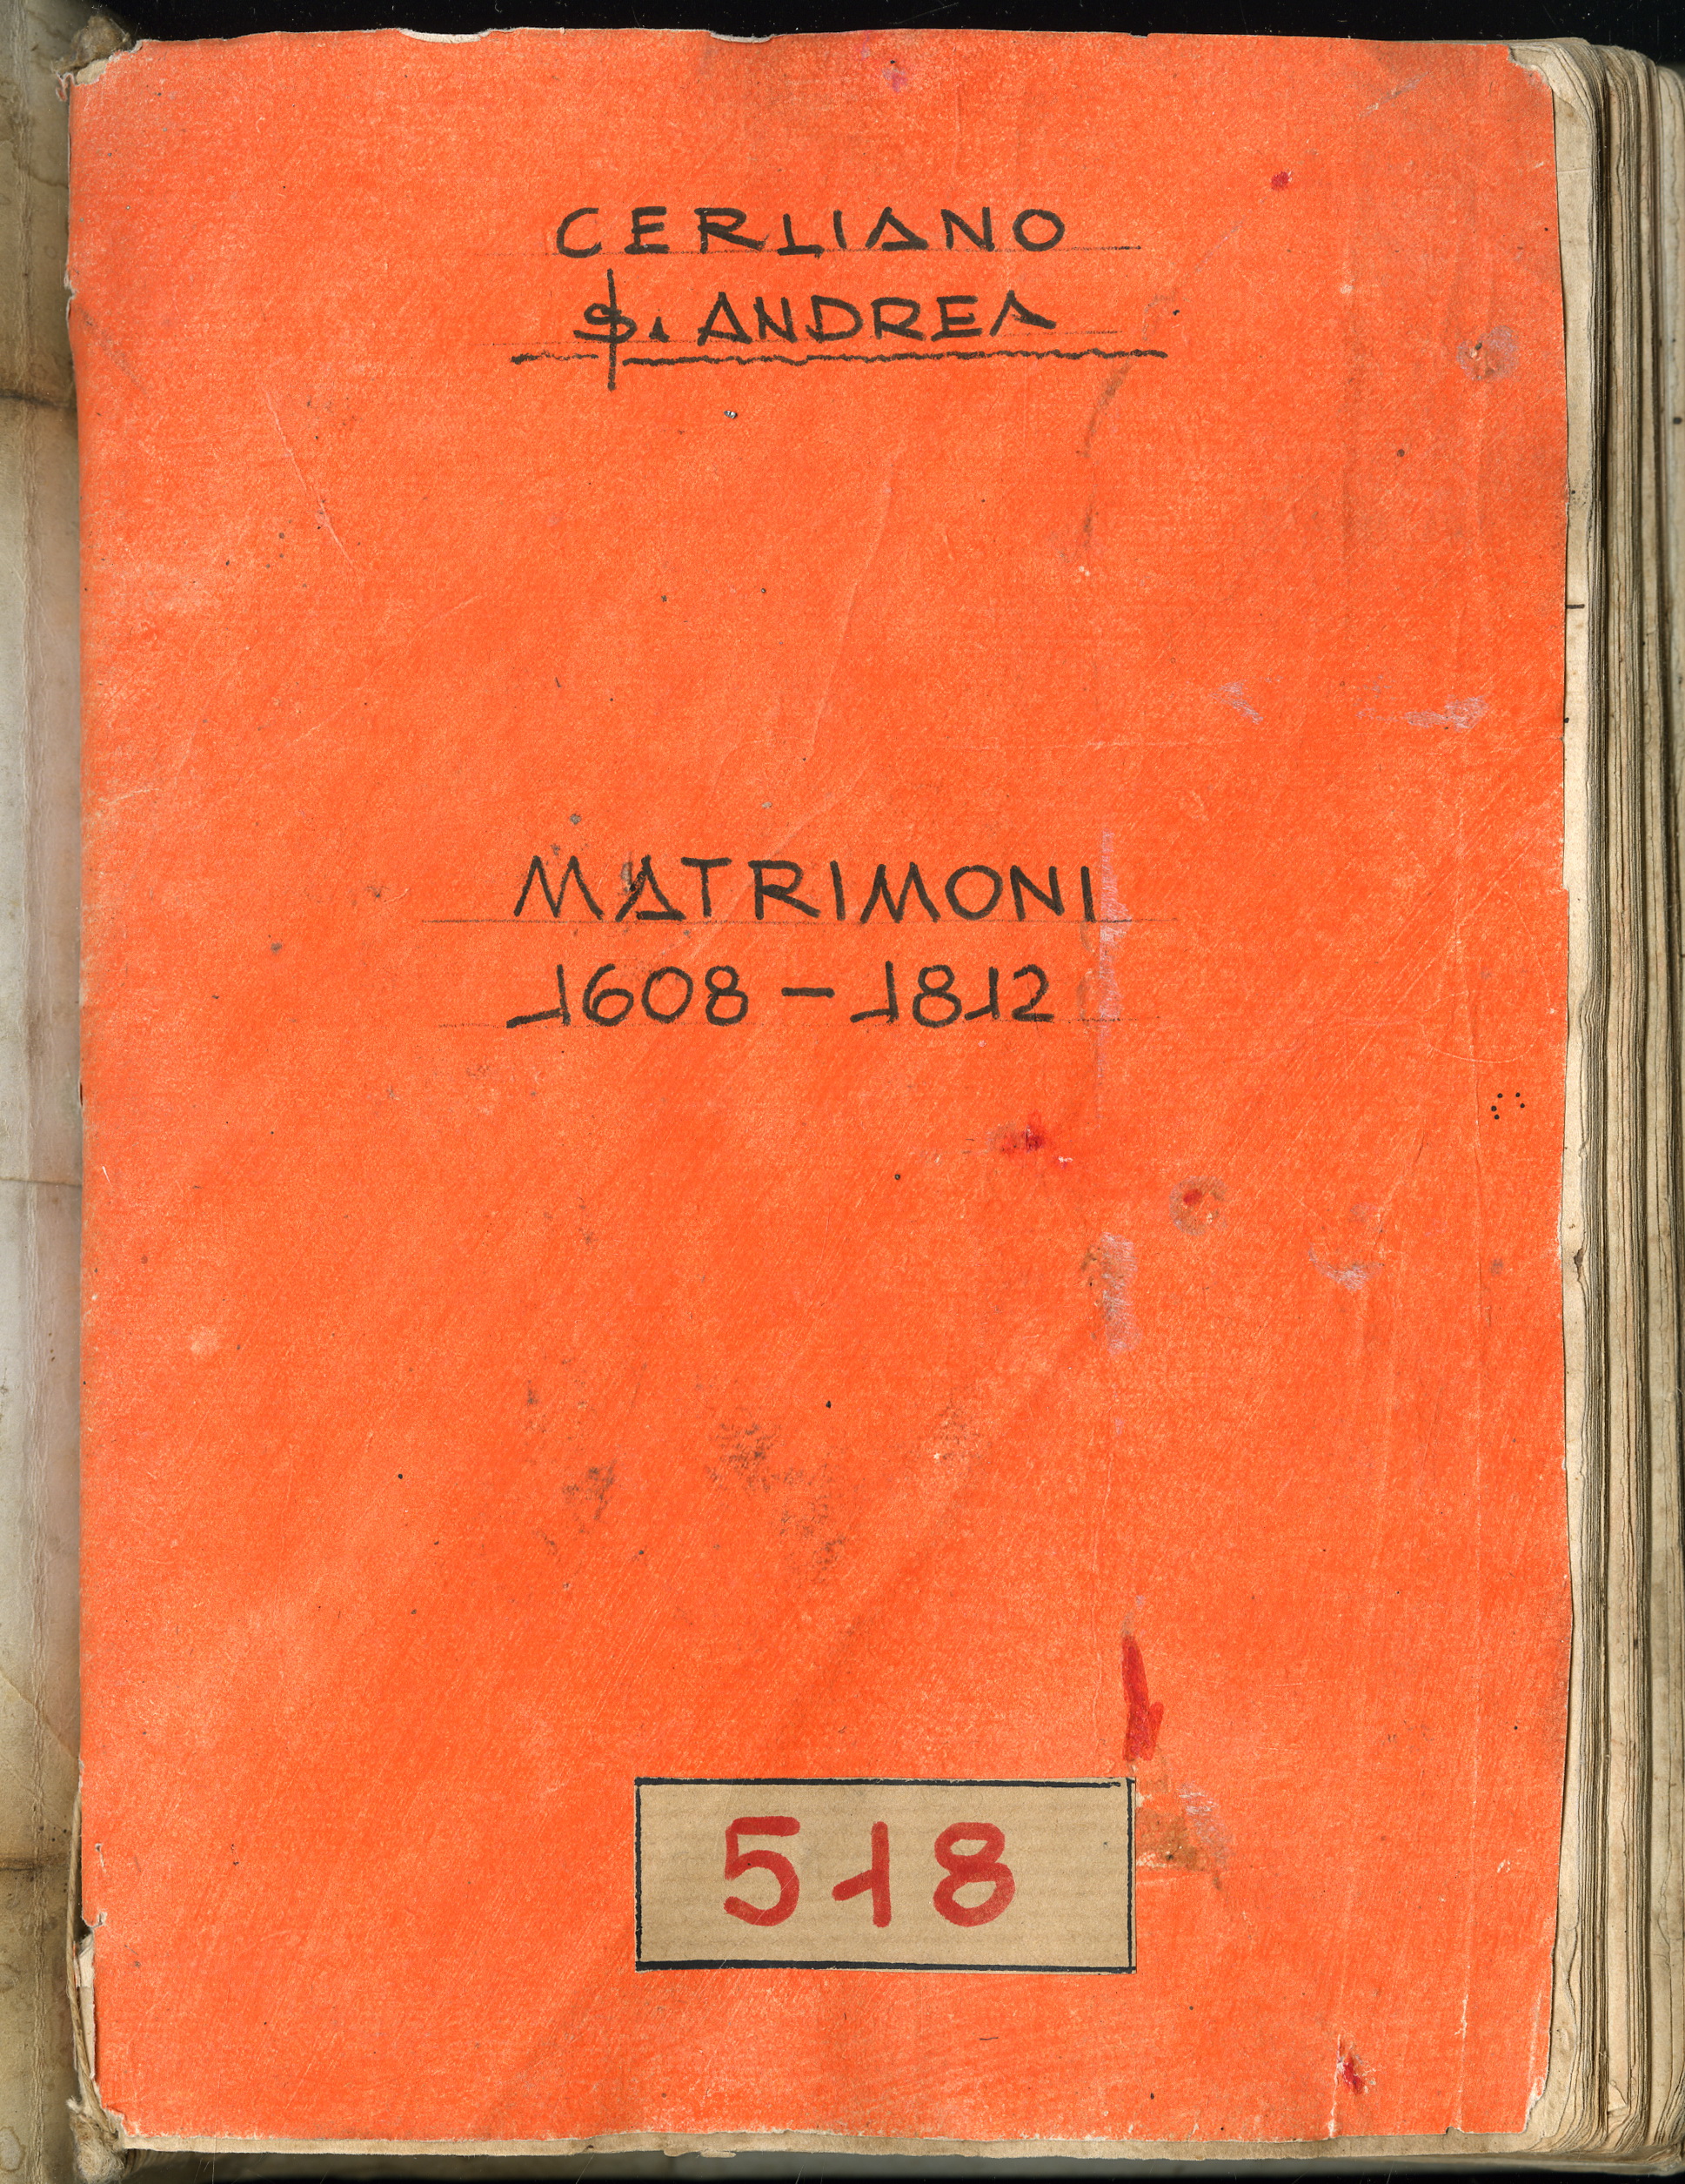 CERLIANO
S. ANDREA
MATRIMONI
1608 - 1812
518